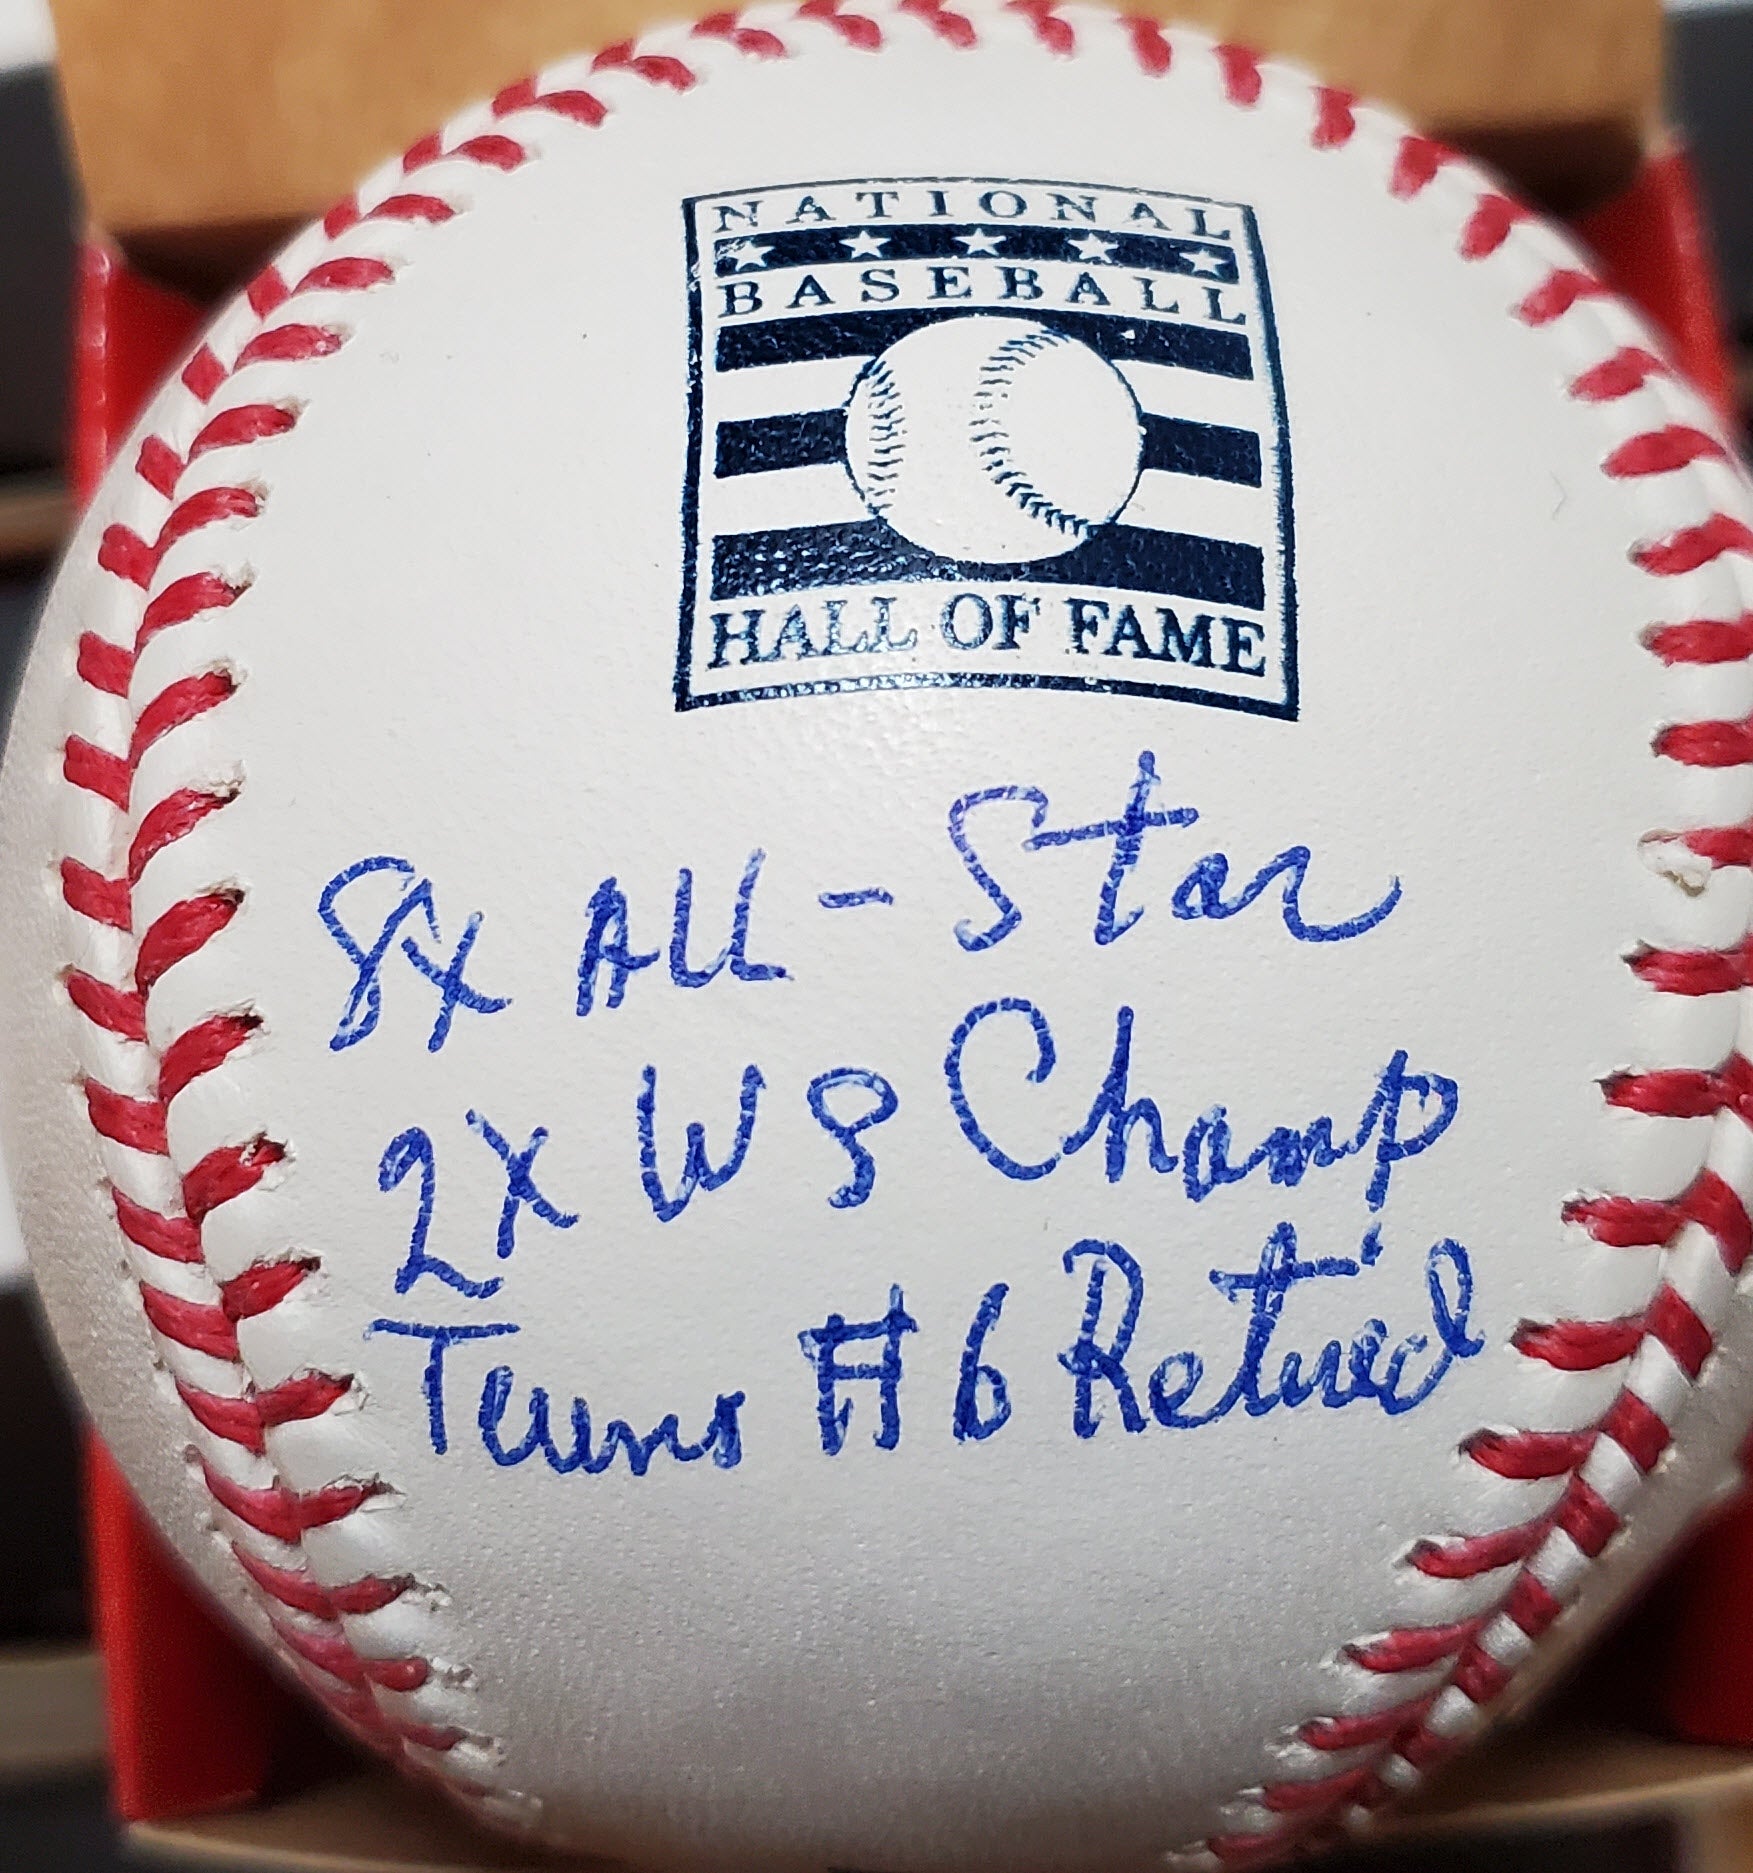 NATIONAL
BASEBALL
HALL OF FAME
8X All-Star
2X WS Champ
Twins #6 Retired